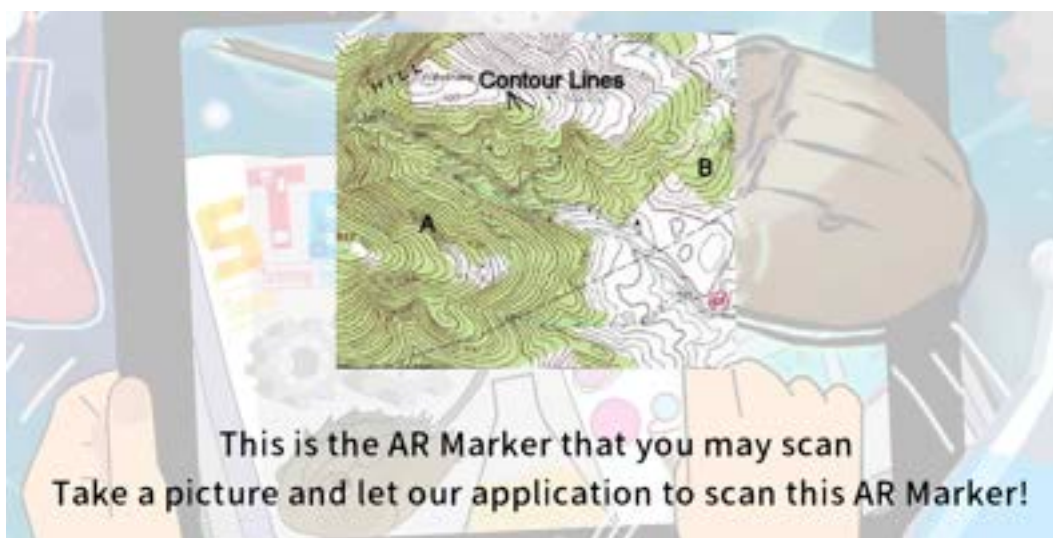 HILL
Contour Lines
B
A
This is the AR Marker that you may scan
Take a picture and let our application to scan this AR Marker!